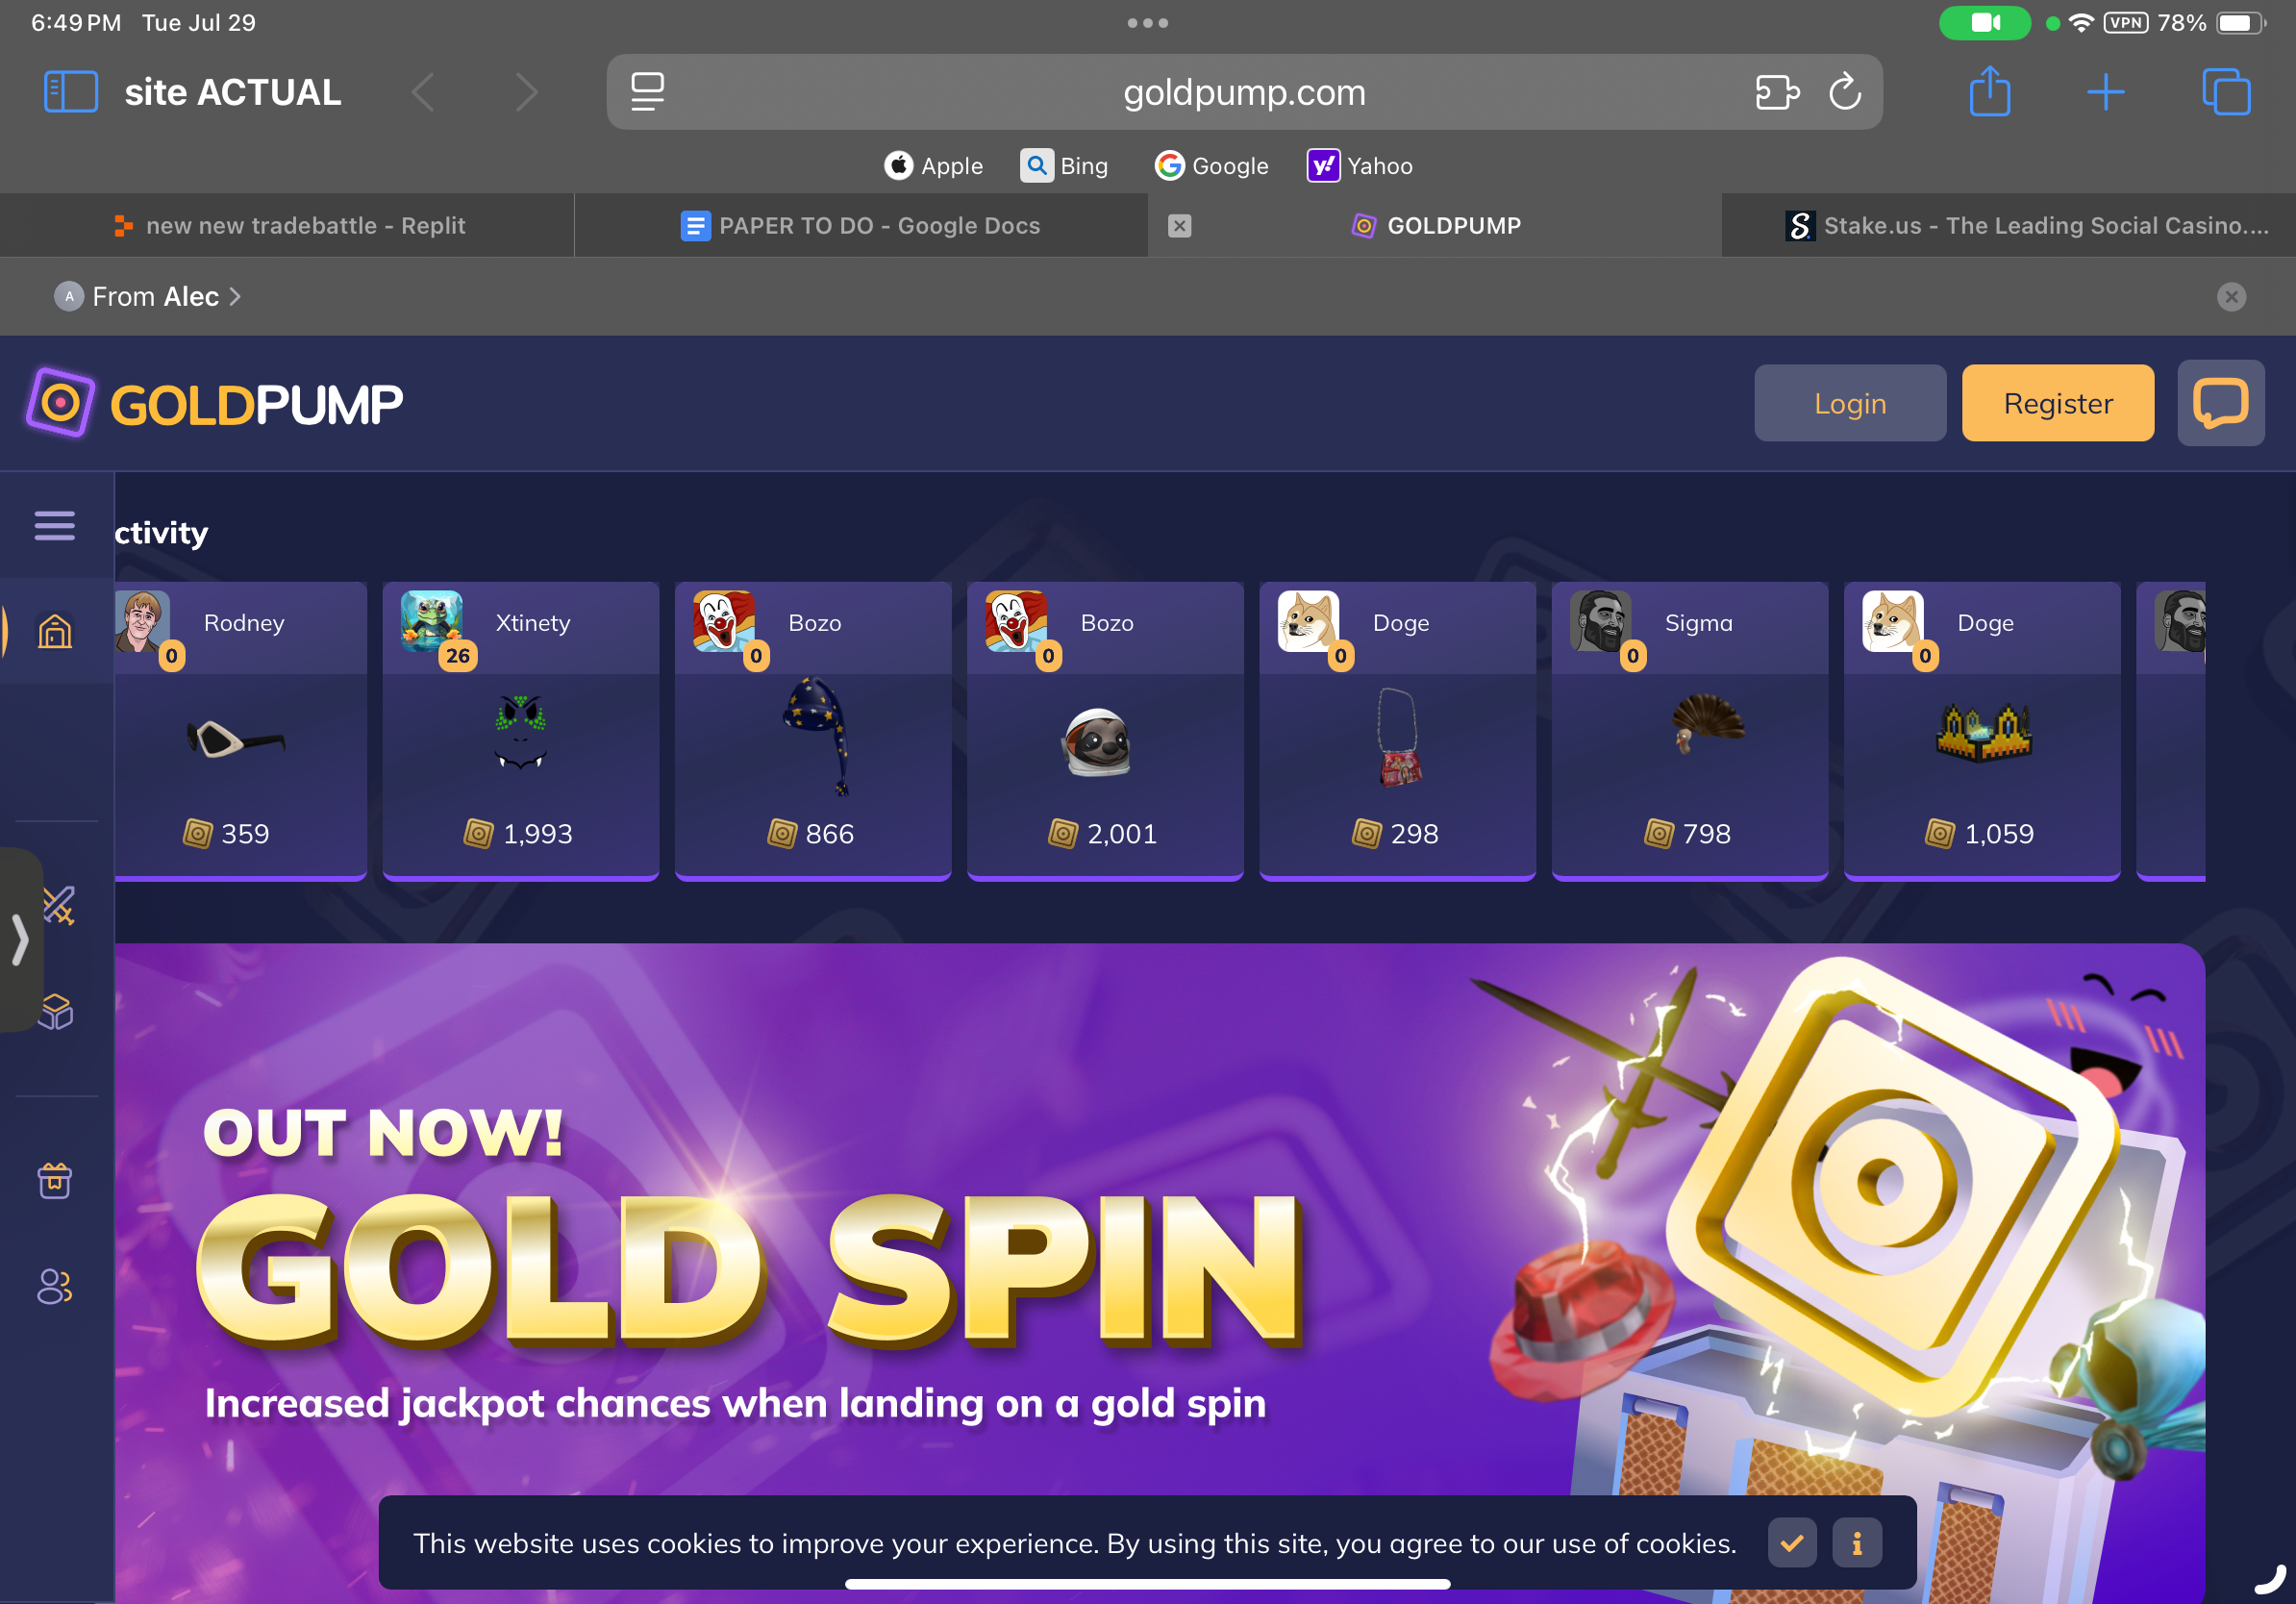 6:49 PM Tue Jul 29
VPN 78%
site ACTUAL
goldpump.com
Apple Bing Google Yahoo
new new tradebattle - Replit
PAPER TO DO - Google Docs
GOLDPUMP
Stake.us - The Leading Social Casino....
A From Alec
GOLDPUMP
Login
Register
ctivity
Rodney
0
359
Xtinety
26
1,993
Bozo
0
866
Bozo
0
2,001
Doge
0
298
Sigma
0
798
Doge
0
1,059
OUT NOW!
GOLD SPIN
Increased jackpot chances when landing on a gold spin
This website uses cookies to improve your experience. By using this site, you agree to our use of cookies.